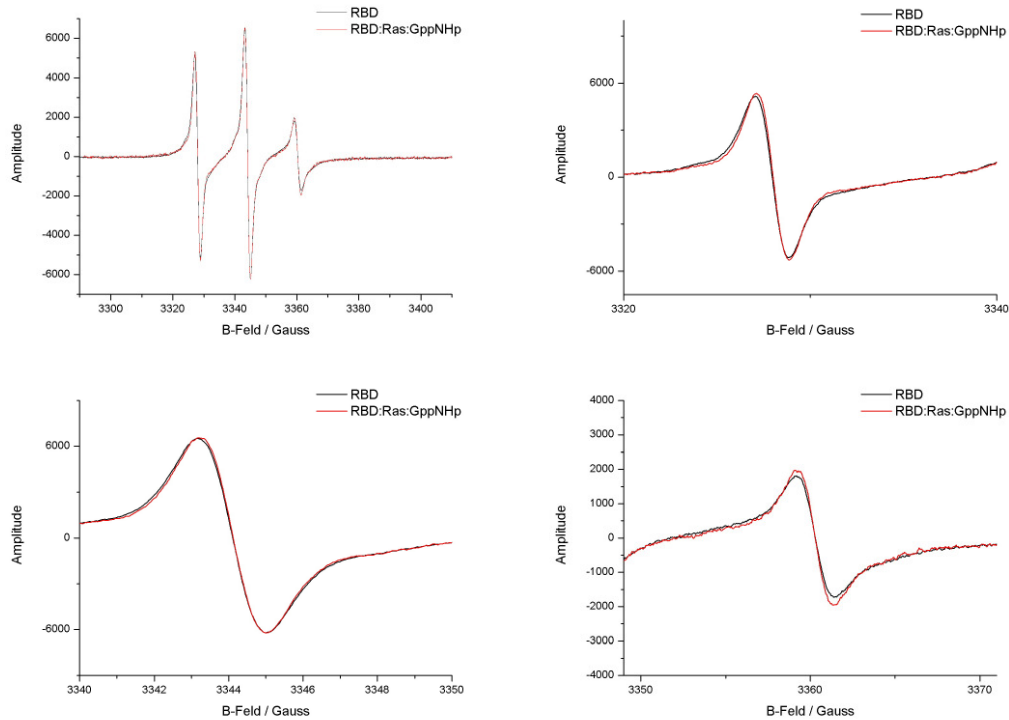 RBD
RBD:Ras:GppNHp
6000
4000
2000
0
-2000
-4000
-6000
Amplitude
3300
3320
3340
3360
3380
3400
B-Feld / Gauss
RBD
RBD:Ras:GppNHp
6000
0
-6000
Amplitude
3320
3340
B-Feld / Gauss
RBD
RBD:Ras:GppNHp
6000
0
-6000
Amplitude
3340
3342
3344
3346
3348
3350
B-Feld / Gauss
RBD
RBD:Ras:GppNHp
4000
3000
2000
1000
0
-1000
-2000
-3000
-4000
Amplitude
3350
3360
3370
B-Feld / Gauss